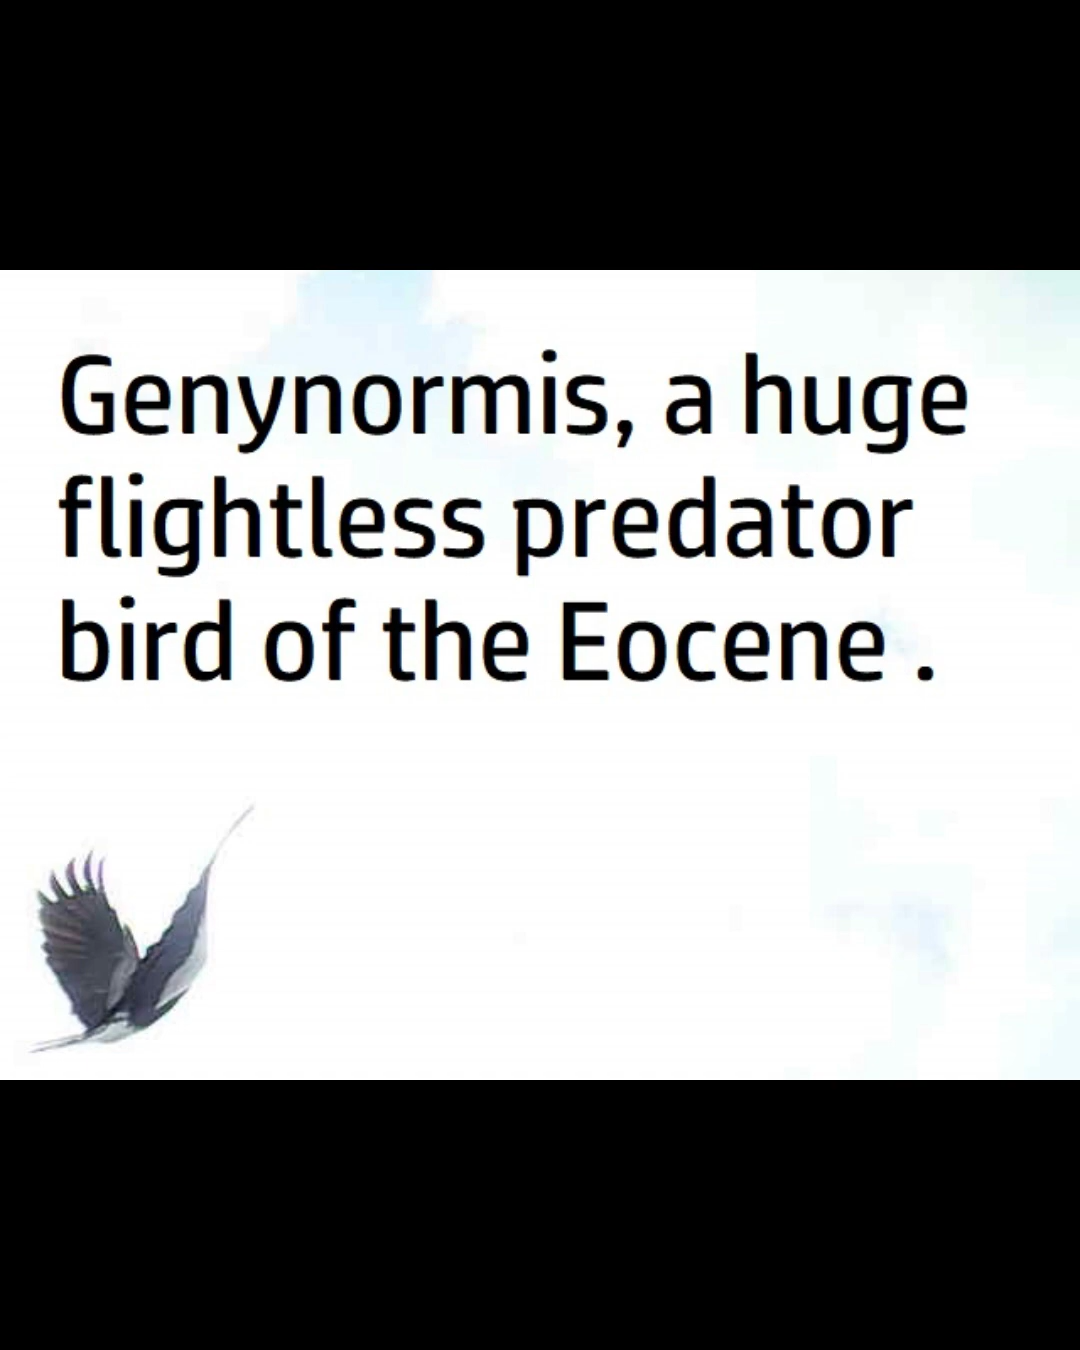 Genynormis, a huge
flightless predator
bird of the Eocene .